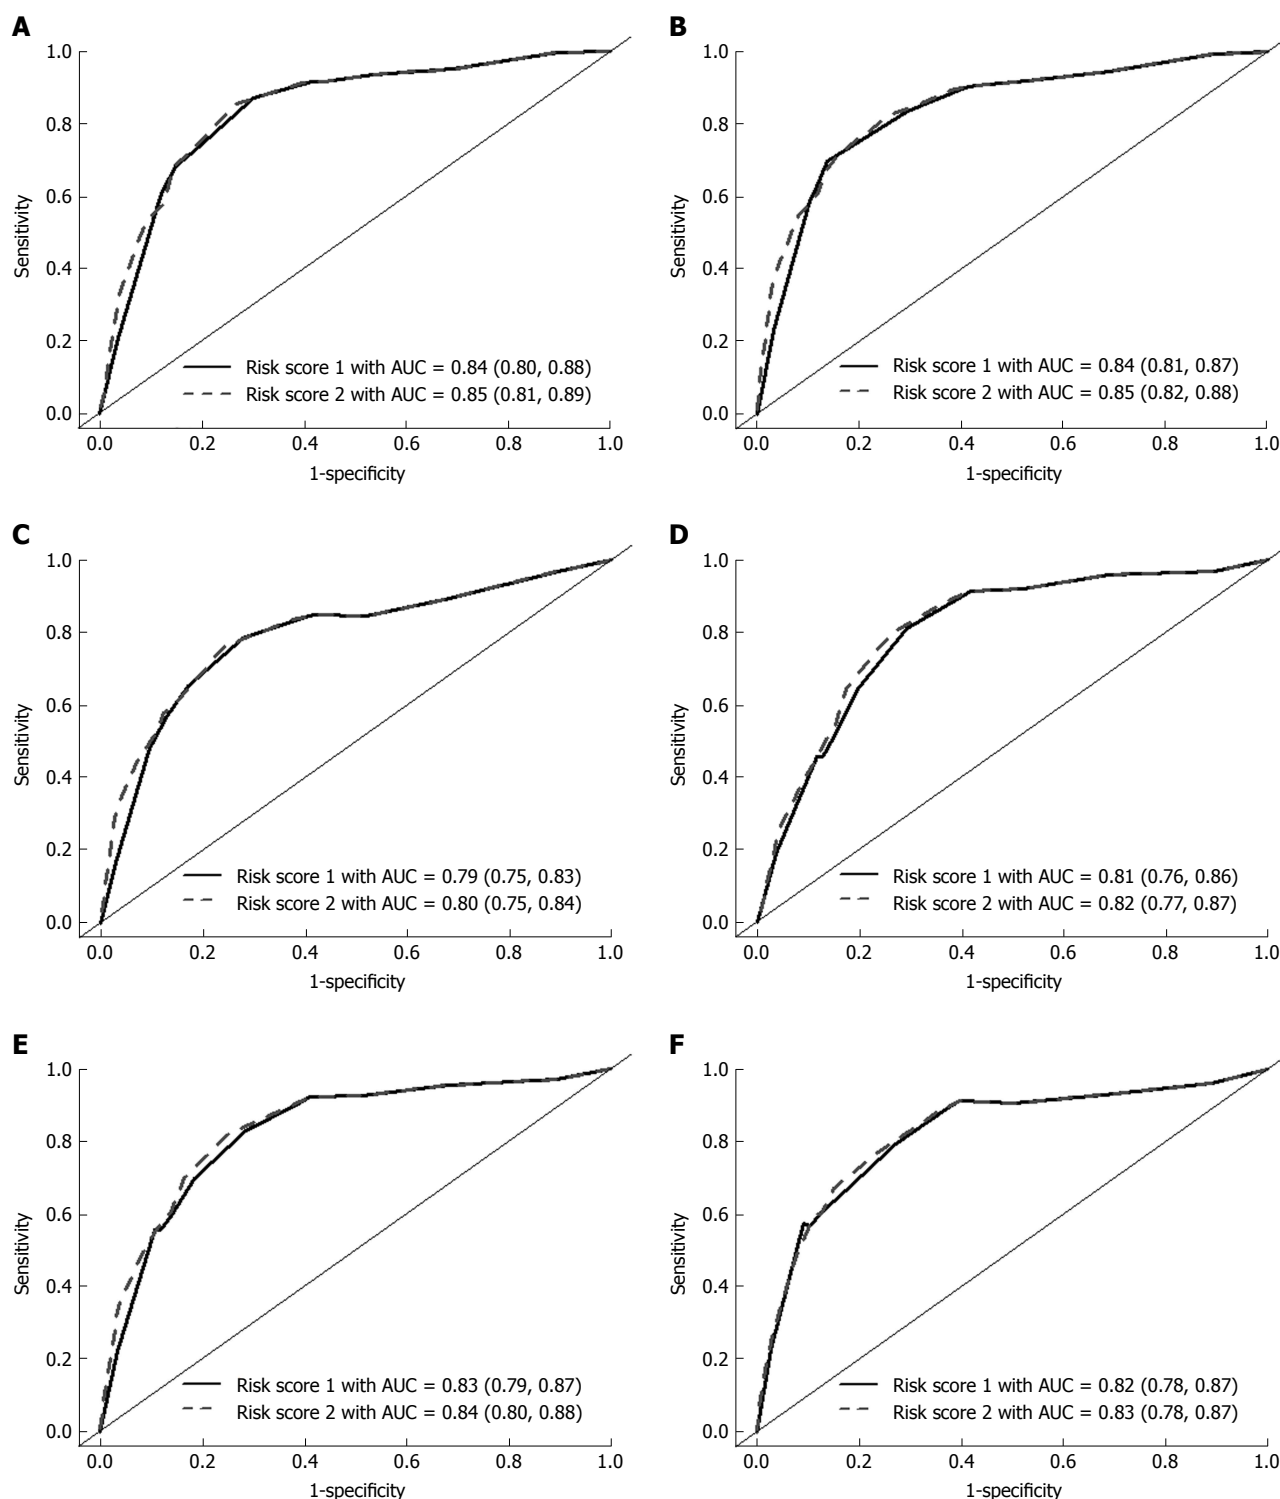 A
Sensitivity
1.0
0.8
0.6
0.4
0.2
0.0
Risk score 1 with AUC = 0.84 (0.80, 0.88)
Risk score 2 with AUC = 0.85 (0.81, 0.89)
0.0 0.2 0.4 0.6 0.8 1.0
1-specificity
B
Sensitivity
1.0
0.8
0.6
0.4
0.2
0.0
Risk score 1 with AUC = 0.84 (0.81, 0.87)
Risk score 2 with AUC = 0.85 (0.82, 0.88)
0.0 0.2 0.4 0.6 0.8 1.0
1-specificity
C
Sensitivity
1.0
0.8
0.6
0.4
0.2
0.0
Risk score 1 with AUC = 0.79 (0.75, 0.83)
Risk score 2 with AUC = 0.80 (0.75, 0.84)
0.0 0.2 0.4 0.6 0.8 1.0
1-specificity
D
Sensitivity
1.0
0.8
0.6
0.4
0.2
0.0
Risk score 1 with AUC = 0.81 (0.76, 0.86)
Risk score 2 with AUC = 0.82 (0.77, 0.87)
0.0 0.2 0.4 0.6 0.8 1.0
1-specificity
E
Sensitivity
1.0
0.8
0.6
0.4
0.2
0.0
Risk score 1 with AUC = 0.83 (0.79, 0.87)
Risk score 2 with AUC = 0.84 (0.80, 0.88)
0.0 0.2 0.4 0.6 0.8 1.0
1-specificity
F
Sensitivity
1.0
0.8
0.6
0.4
0.2
0.0
Risk score 1 with AUC = 0.82 (0.78, 0.87)
Risk score 2 with AUC = 0.83 (0.78, 0.87)
0.0 0.2 0.4 0.6 0.8 1.0
1-specificity